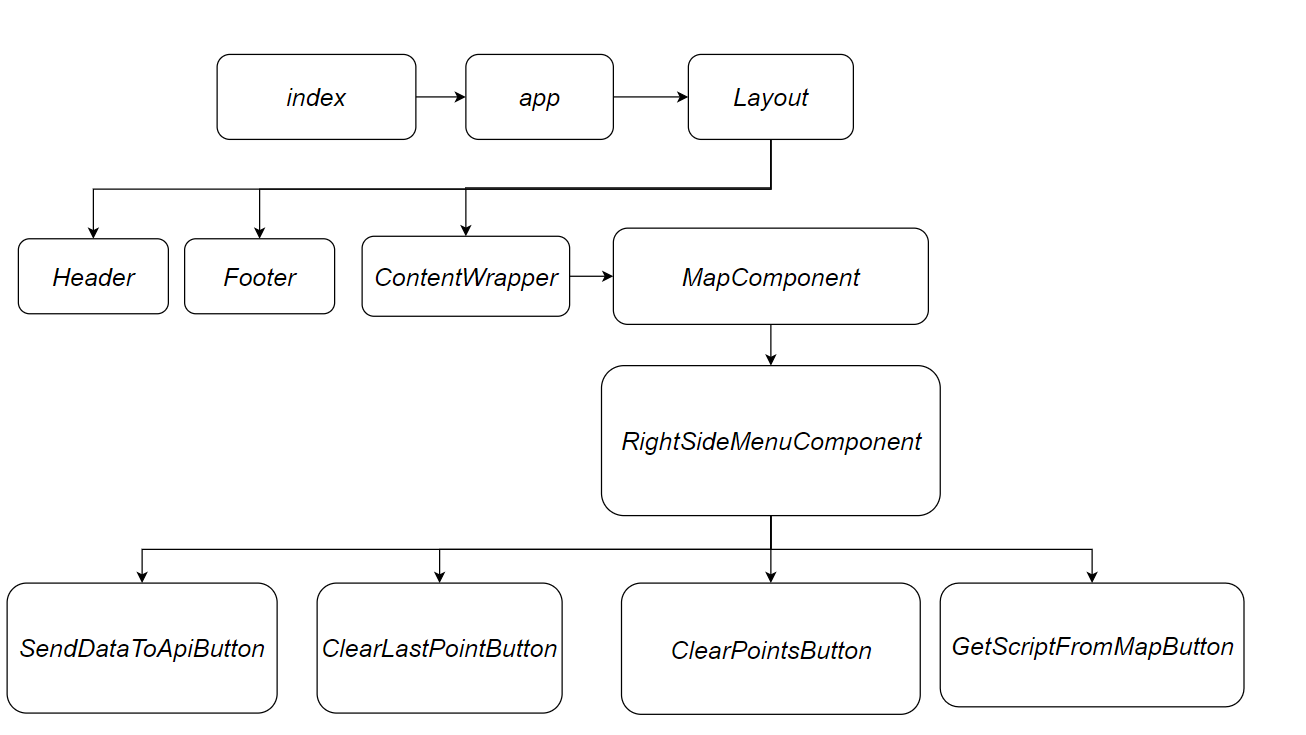 index
app
Layout
Header
Footer
ContentWrapper
MapComponent
RightSideMenuComponent
SendDataToApiButton
ClearLastPointButton
ClearPointsButton
GetScriptFromMapButton